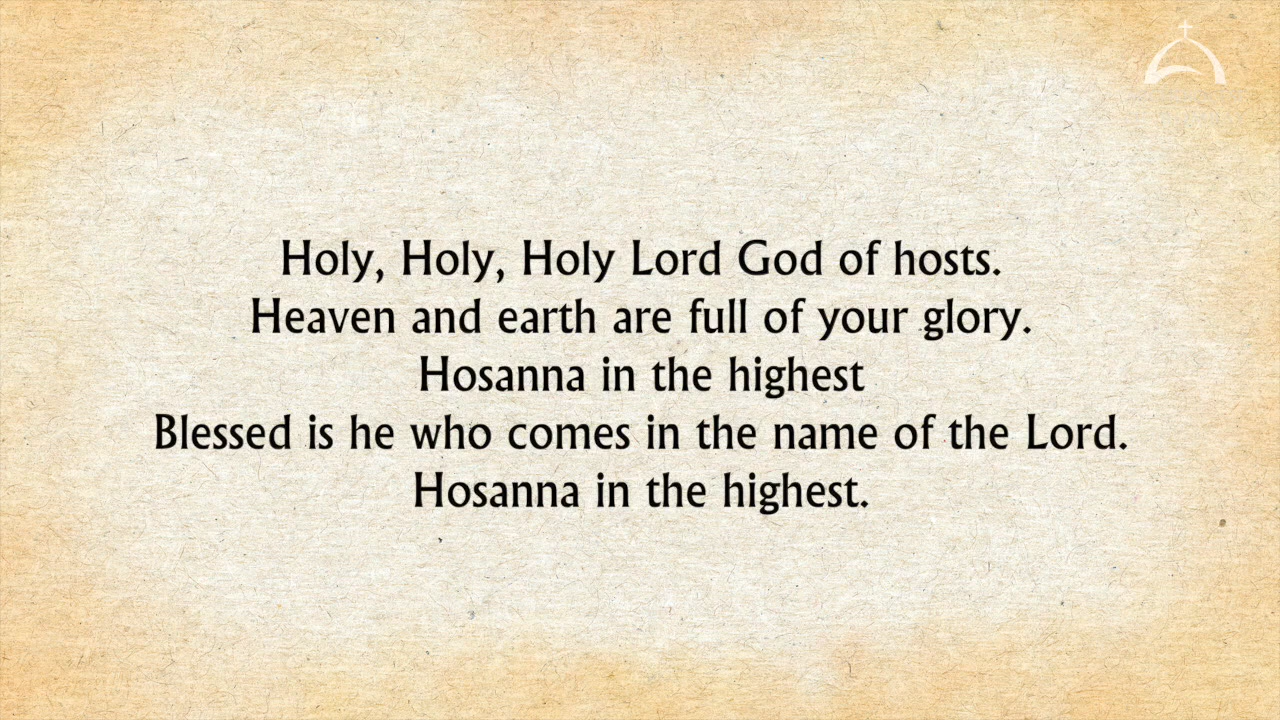 Holy, Holy, Holy Lord God of hosts.
Heaven and earth are full of your glory.
Hosanna in the highest
Blessed is he who comes in the name of the Lord.
Hosanna in the highest.